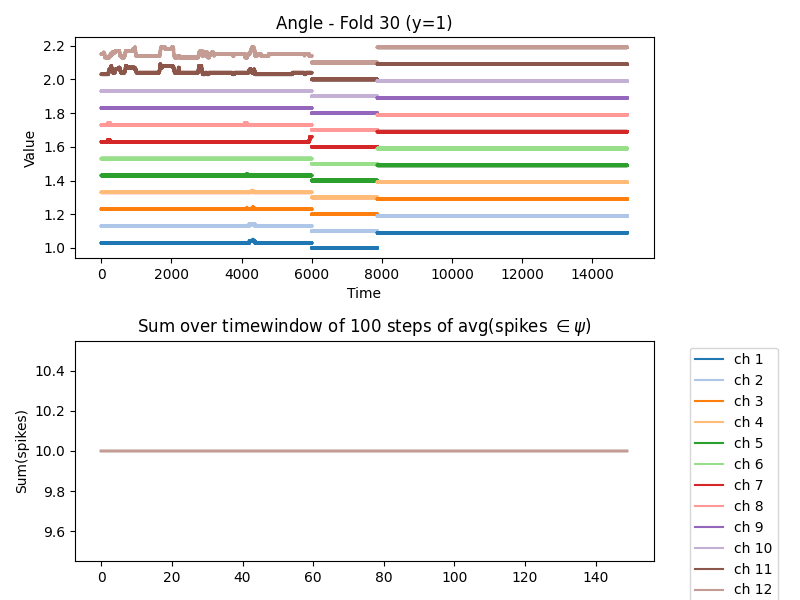 Angle - Fold 30 (y=1)
2.2
2.0
1.8
1.6
1.4
1.2
1.0
Value
0 2000 4000 6000 8000 10000 12000 14000
Time
Sum over timewindow of 100 steps of avg(spikes ∈ ψ)
10.4
10.2
10.0
9.8
9.6
Sum(spikes)
0 20 40 60 80 100 120 140
ch 1
ch 2
ch 3
ch 4
ch 5
ch 6
ch 7
ch 8
ch 9
ch 10
ch 11
ch 12